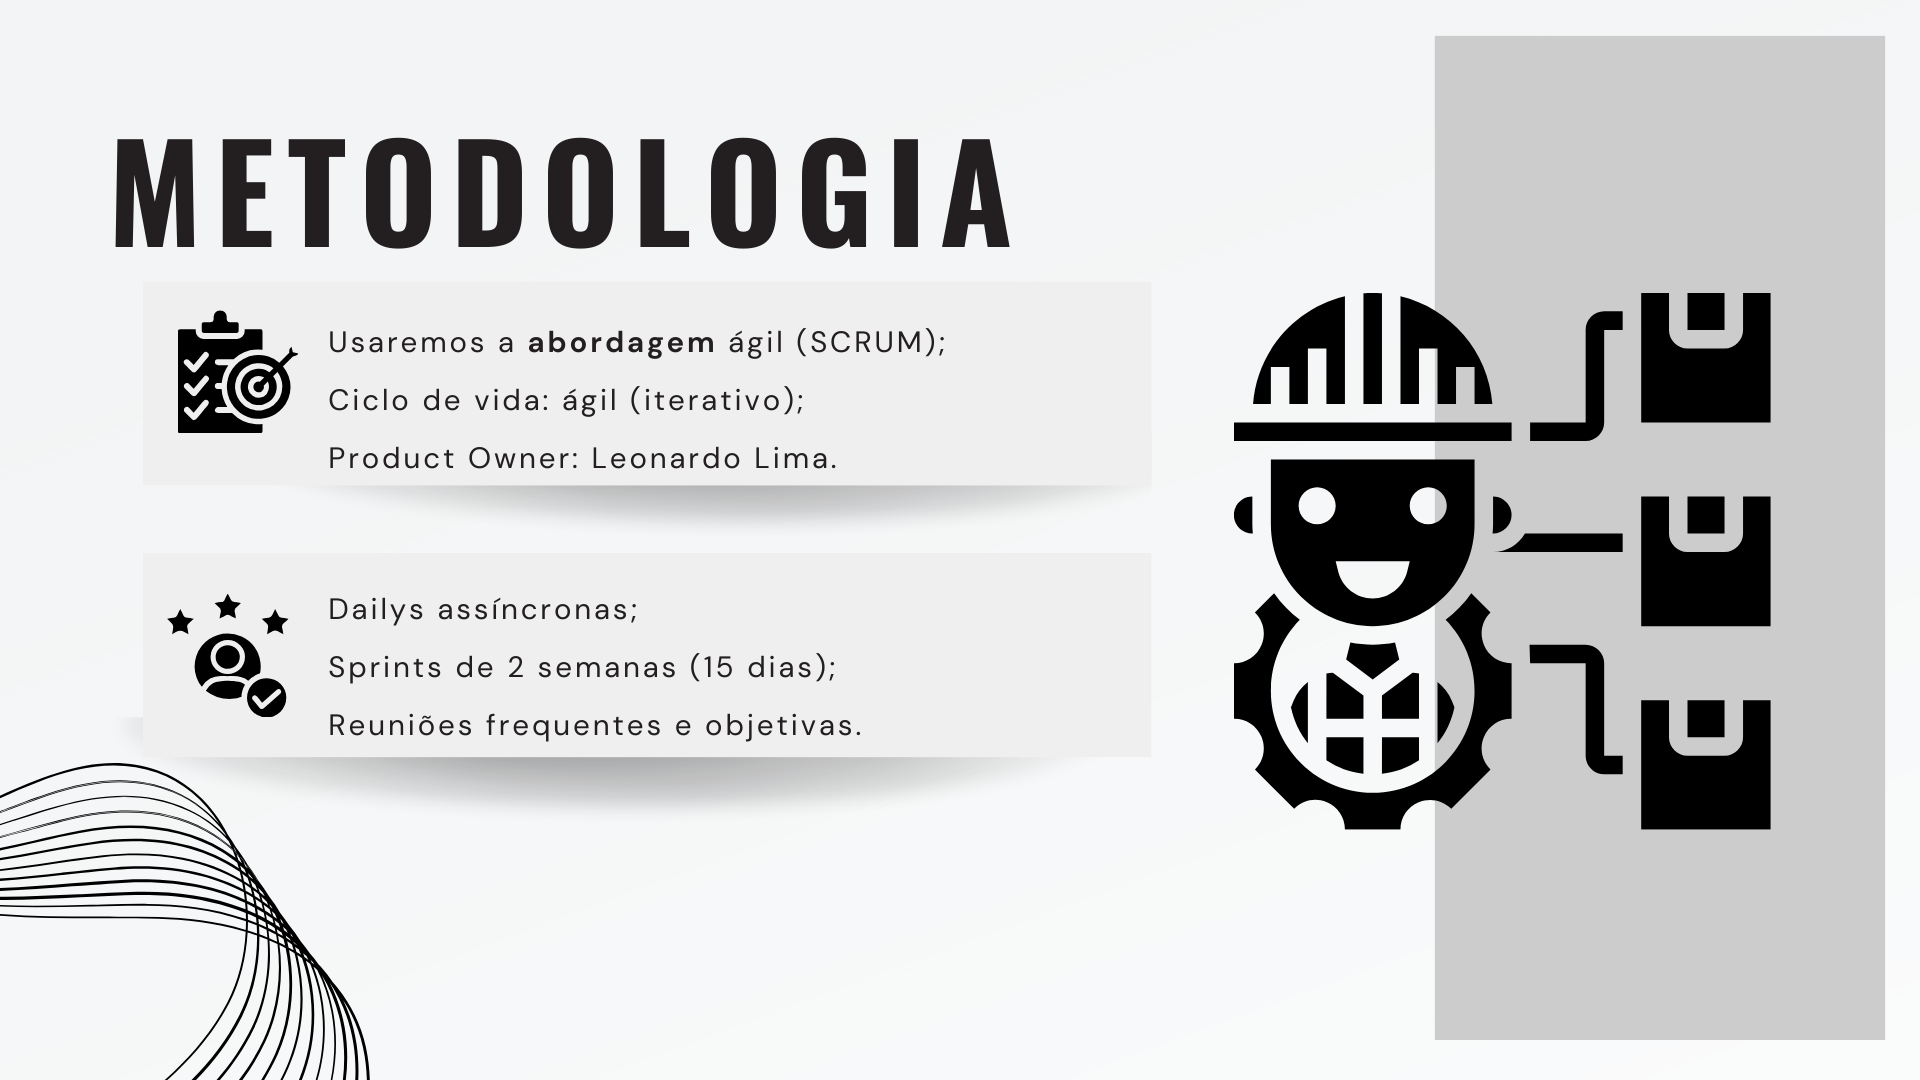 METODOLOGIA
Usaremos a abordagem ágil (SCRUM);
Ciclo de vida: ágil (iterativo);
Product Owner: Leonardo Lima.
Dailys assíncronas;
Sprints de 2 semanas (15 dias);
Reuniões frequentes e objetivas.